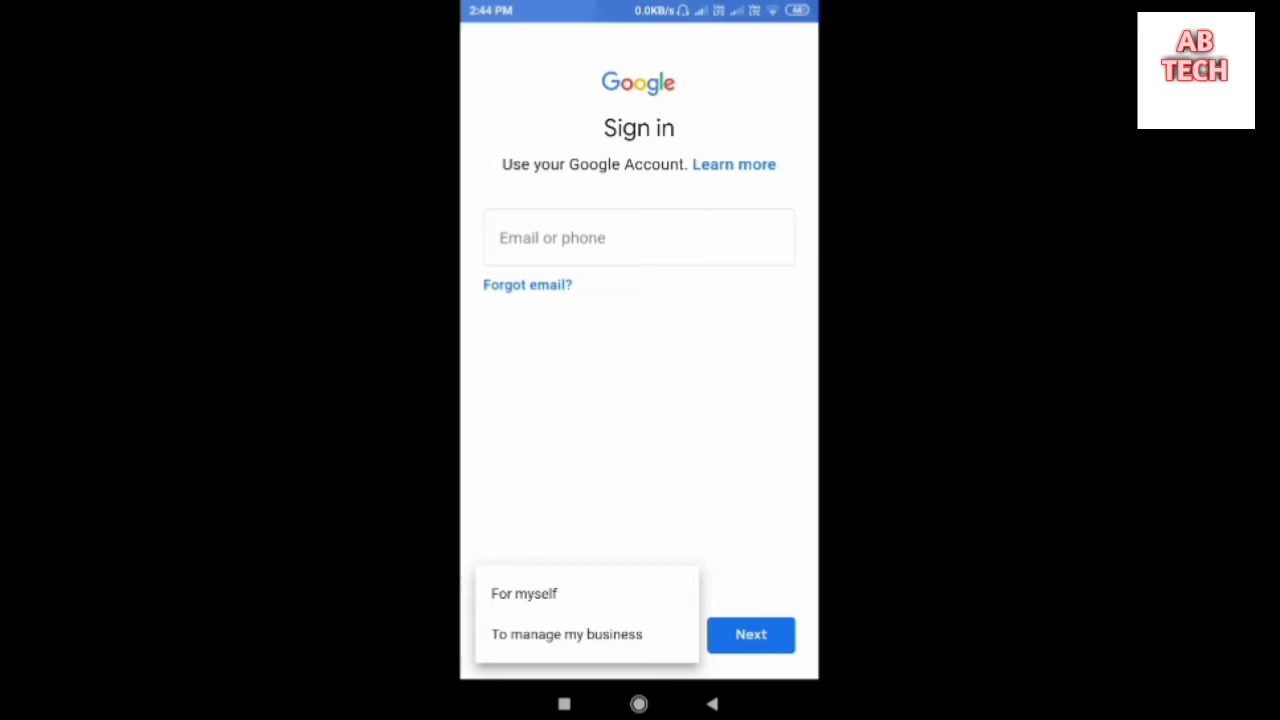 2:44 PM
0.0KB/s
44
AB
TECH
Google
Sign in
Use your Google Account. Learn more
Email or phone
Forgot email?
For myself
To manage my business
Next